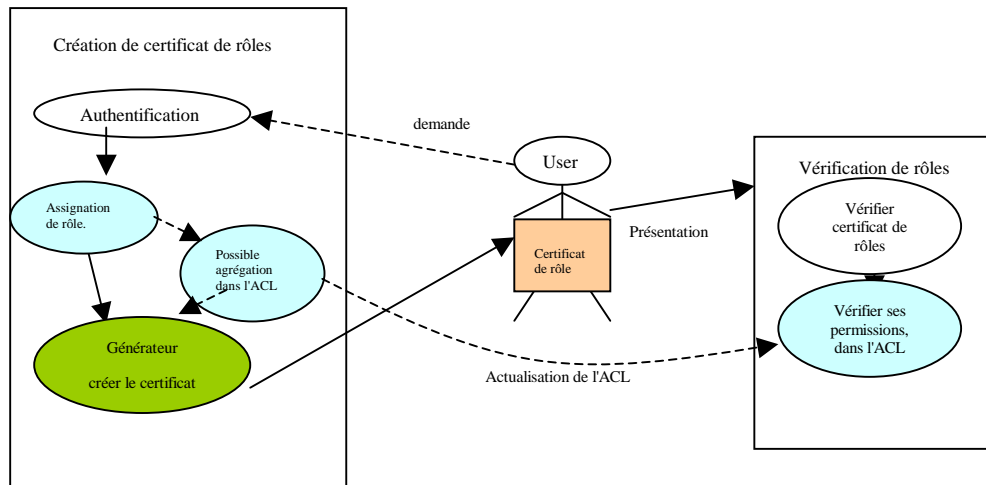 Création de certificat de rôles
Authentification
demande
User
Vérification de rôles
Vérifier
certificat de
rôles
Assignation
de rôle.
Présentation
Possible
agrégation
dans l'ACL
Certificat
de rôle
Vérifier ses
permissions,
dans l'ACL
Générateur
créer le certificat
Actualisation de l'ACL